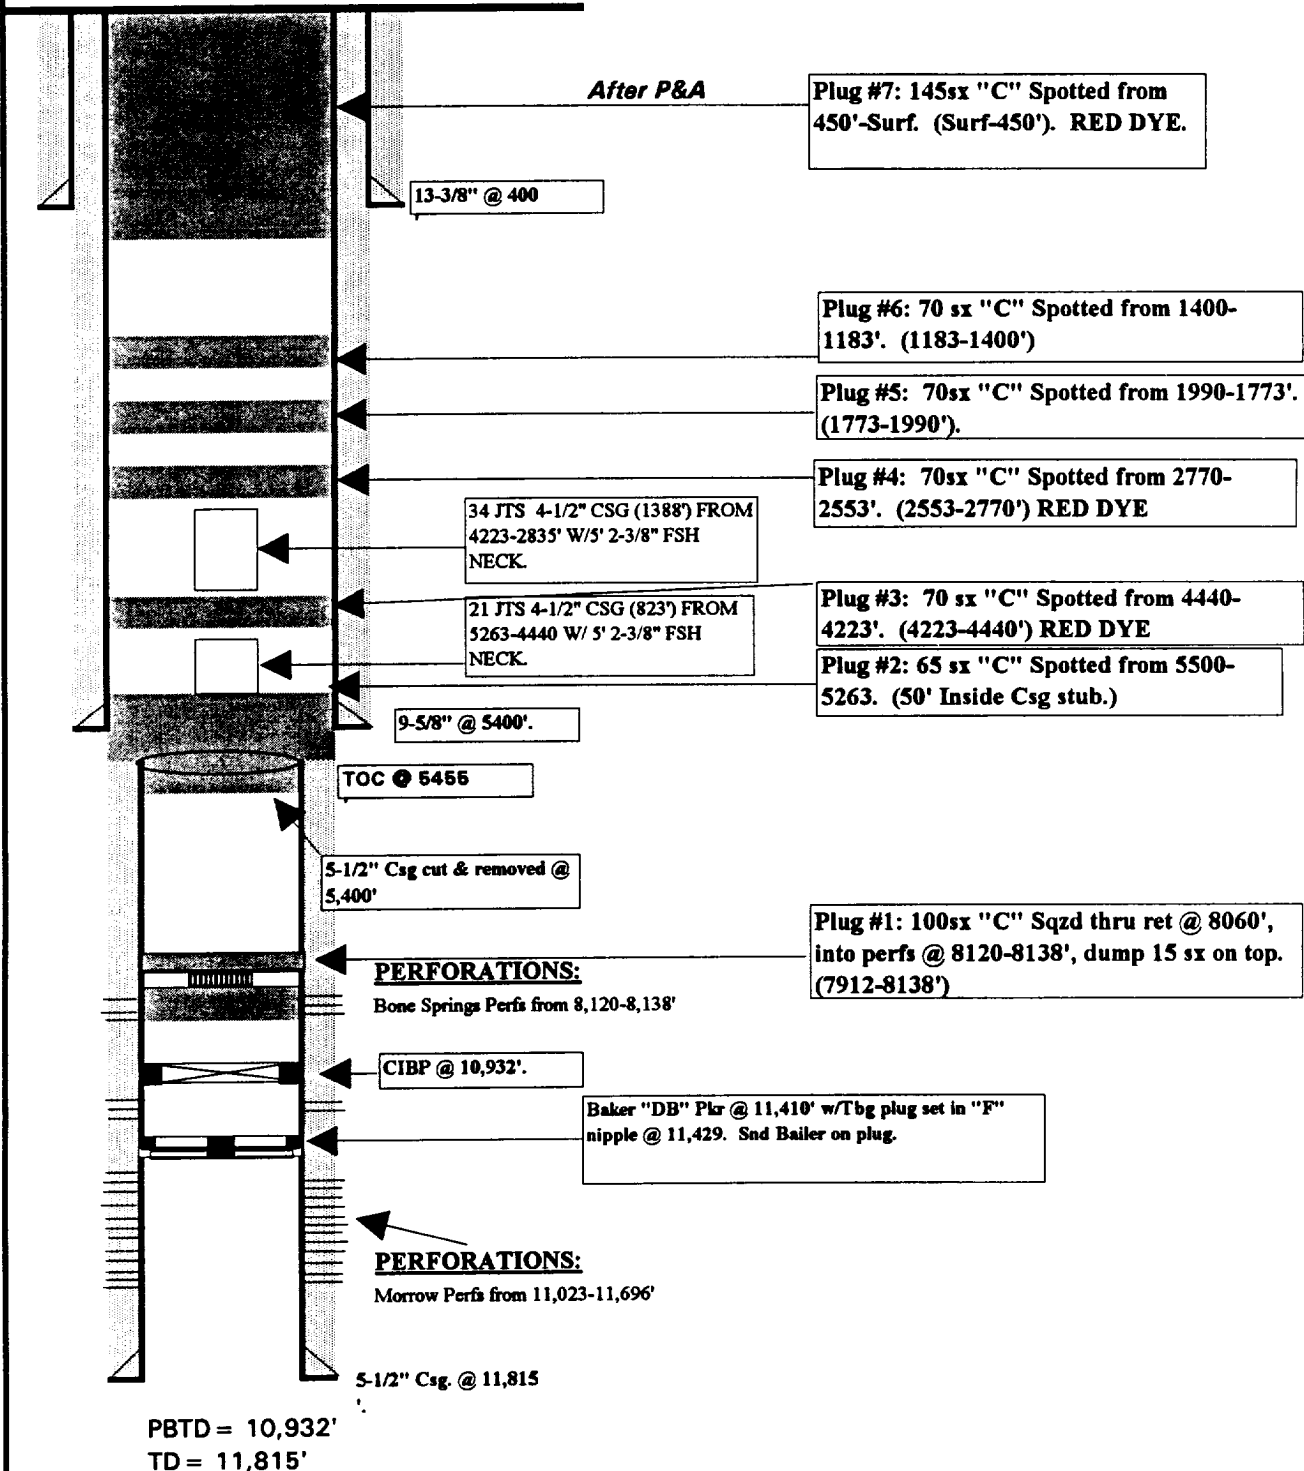 After P&A
Plug #7: 145sx "C" Spotted from
450'-Surf. (Surf-450'). RED DYE.
13-3/8" @ 400
'
Plug #6: 70 sx "C" Spotted from 1400-
1183'. (1183-1400')
Plug #5: 70sx "C" Spotted from 1990-1773'.
(1773-1990').
Plug #4: 70sx "C" Spotted from 2770-
2553'. (2553-2770') RED DYE
34 JTS 4-1/2" CSG (1388') FROM
4223-2835' W/5' 2-3/8" FSH
NECK.
Plug #3: 70 sx "C" Spotted from 4440-
4223'. (4223-4440') RED DYE
21 JTS 4-1/2" CSG (823') FROM
5263-4440 W/ 5' 2-3/8" FSH
NECK.
Plug #2: 65 sx "C" Spotted from 5500-
5263. (50' Inside Csg stub.)
9-5/8" @ 5400'.
TOC @ 5455
'
5-1/2" Csg cut & removed @
5,400'
Plug #1: 100sx "C" Sqzd thru ret @ 8060',
into perfs @ 8120-8138', dump 15 sx on top.
(7912-8138')
PERFORATIONS:
Bone Springs Perfs from 8,120-8,138'
CIBP @ 10,932'.
Baker "DB" Pkr @ 11,410' w/Tbg plug set in "F"
nipple @ 11,429. Snd Bailer on plug.
PERFORATIONS:
Morrow Perfs from 11,023-11,696'
5-1/2" Csg. @ 11,815
'.
PBTD = 10,932'
TD = 11,815'